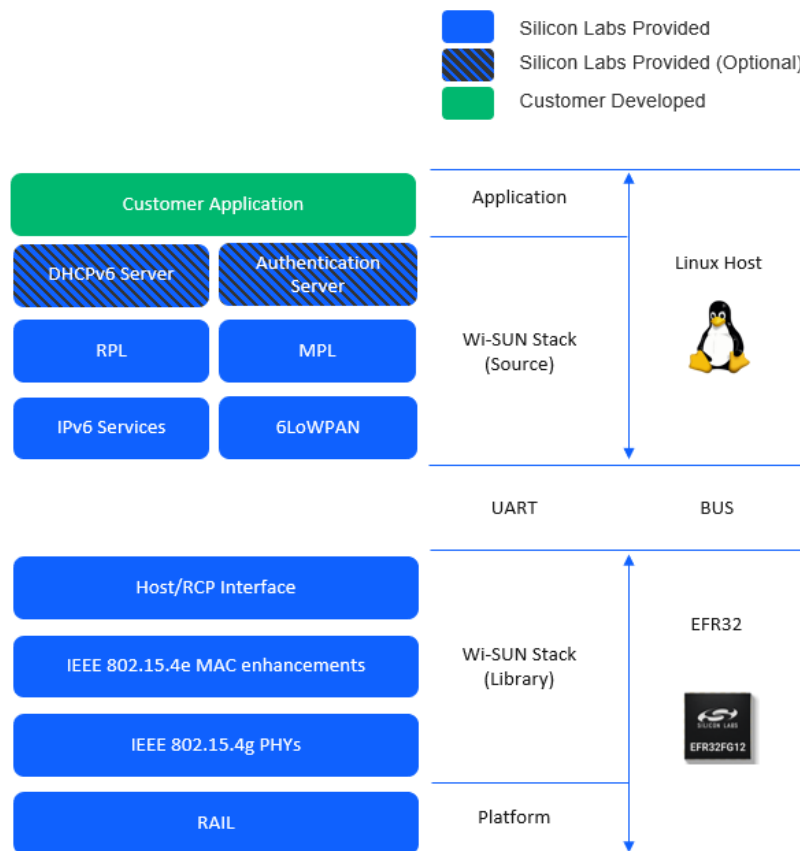 Silicon Labs Provided
Silicon Labs Provided (Optional)
Customer Developed
Customer Application
Application
DHCPv6 Server
Authentication
Server
Linux Host
RPL
MPL
Wi-SUN Stack
(Source)
IPv6 Services
6LoWPAN
UART
BUS
Host/RCP Interface
EFR32
IEEE 802.15.4e MAC enhancements
Wi-SUN Stack
(Library)
SILICON LABS
EFR32FG12
IEEE 802.15.4g PHYs
RAIL
Platform